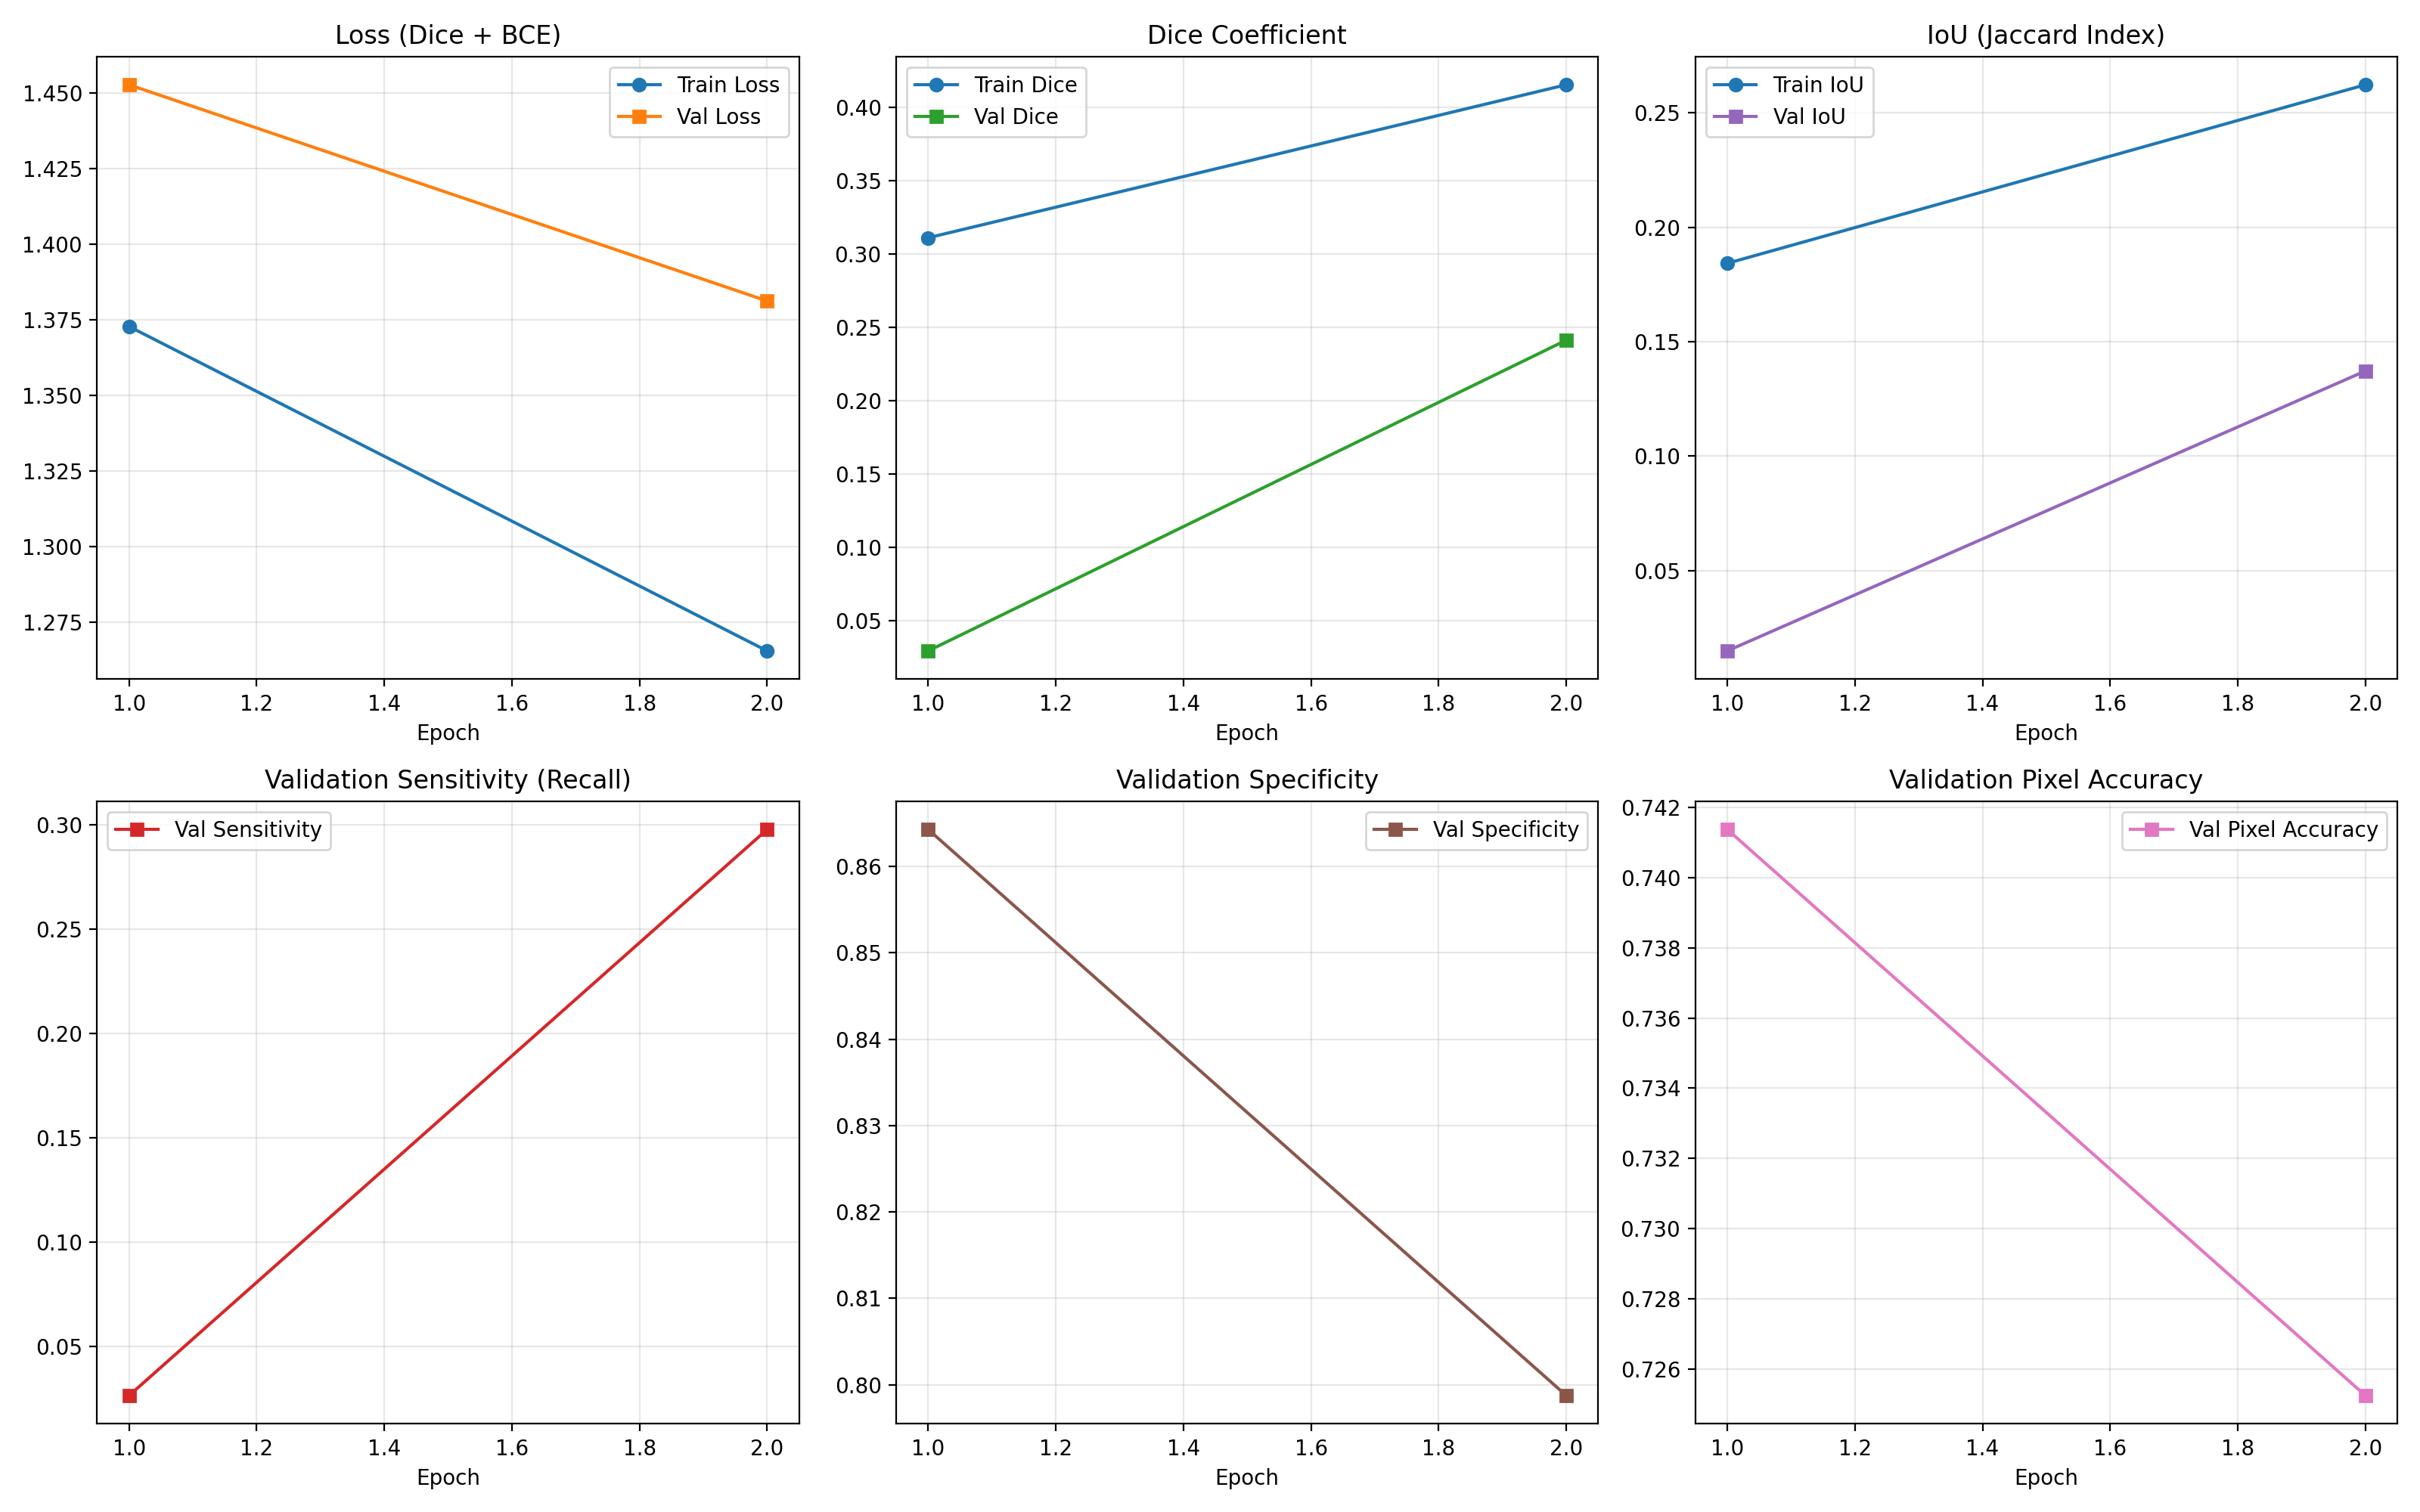 Loss (Dice + BCE)
Train Loss
Val Loss
1.450
1.425
1.400
1.375
1.350
1.325
1.300
1.275
1.0 1.2 1.4 1.6 1.8 2.0
Epoch
Dice Coefficient
Train Dice
Val Dice
0.40
0.35
0.30
0.25
0.20
0.15
0.10
0.05
1.0 1.2 1.4 1.6 1.8 2.0
Epoch
IoU (Jaccard Index)
Train IoU
Val IoU
0.25
0.20
0.15
0.10
0.05
1.0 1.2 1.4 1.6 1.8 2.0
Epoch
Validation Sensitivity (Recall)
Val Sensitivity
0.30
0.25
0.20
0.15
0.10
0.05
1.0 1.2 1.4 1.6 1.8 2.0
Epoch
Validation Specificity
Val Specificity
0.86
0.85
0.84
0.83
0.82
0.81
0.80
1.0 1.2 1.4 1.6 1.8 2.0
Epoch
Validation Pixel Accuracy
Val Pixel Accuracy
0.742
0.740
0.738
0.736
0.734
0.732
0.730
0.728
0.726
1.0 1.2 1.4 1.6 1.8 2.0
Epoch